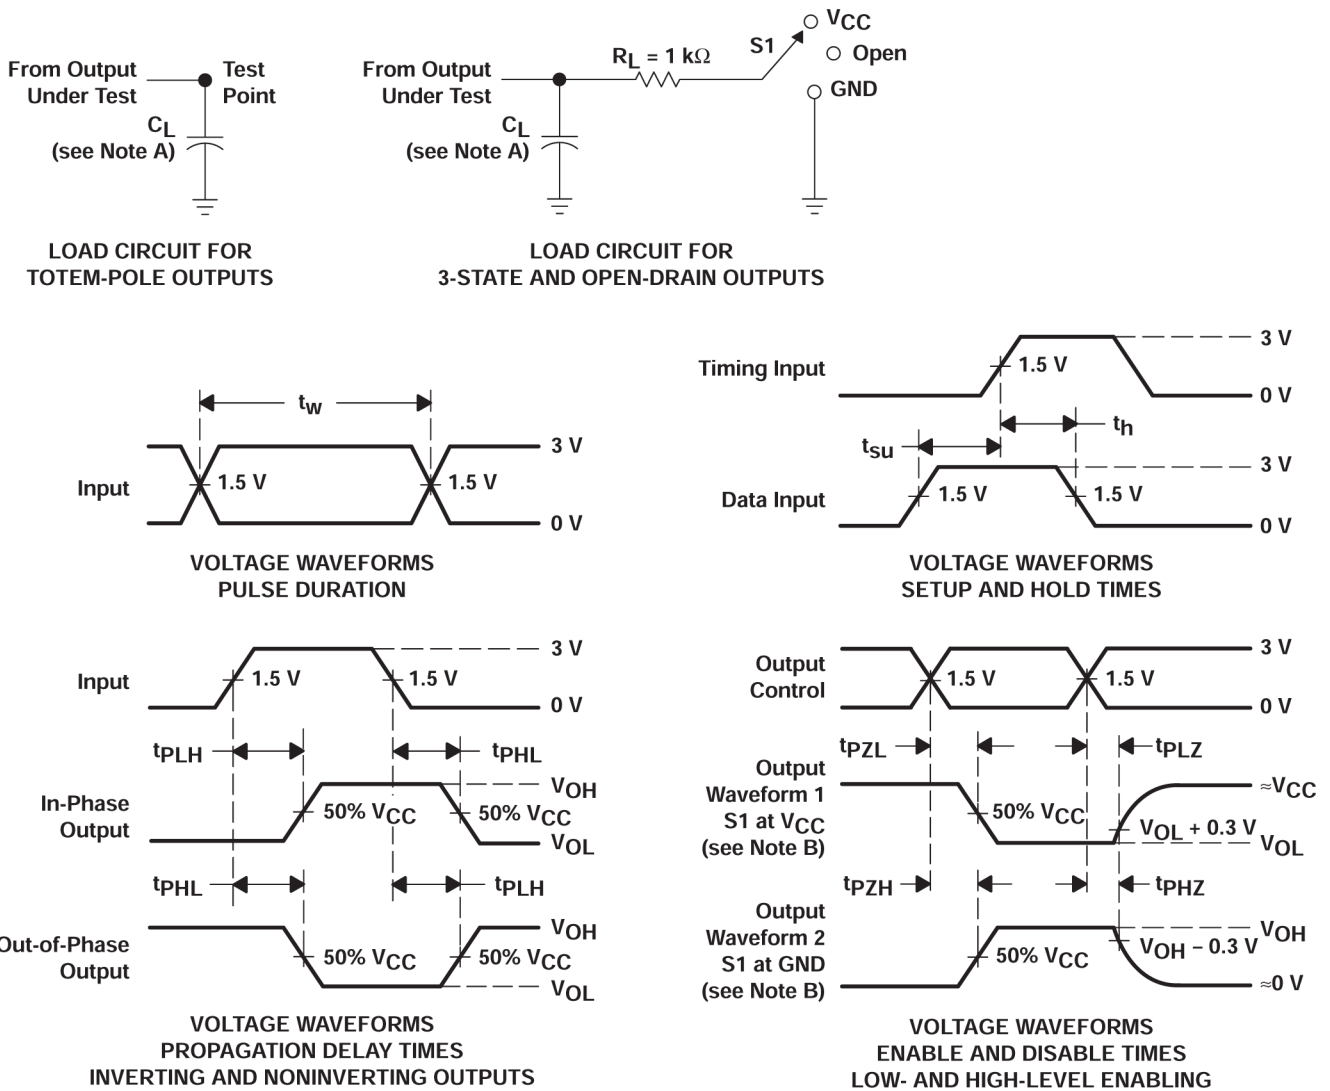 From Output
Under Test
Test
Point
CL
(see Note A)
LOAD CIRCUIT FOR
TOTEM-POLE OUTPUTS
From Output
Under Test
RL = 1 kΩ
S1
VCC
Open
GND
CL
(see Note A)
LOAD CIRCUIT FOR
3-STATE AND OPEN-DRAIN OUTPUTS
tw
Input
1.5 V
1.5 V
3 V
0 V
VOLTAGE WAVEFORMS
PULSE DURATION
Timing Input
1.5 V
3 V
0 V
th
tsu
Data Input
1.5 V
1.5 V
3 V
0 V
VOLTAGE WAVEFORMS
SETUP AND HOLD TIMES
Input
1.5 V
1.5 V
3 V
0 V
tPLH
tPHL
In-Phase
Output
50% VCC
50% VCC
VOH
VOL
tPHL
tPLH
Out-of-Phase
Output
50% VCC
50% VCC
VOH
VOL
VOLTAGE WAVEFORMS
PROPAGATION DELAY TIMES
INVERTING AND NONINVERTING OUTPUTS
Output
Control
1.5 V
1.5 V
3 V
0 V
tPZL
tPLZ
Output
Waveform 1
S1 at VCC
(see Note B)
50% VCC
≈VCC
VOL + 0.3 V
VOL
tPZH
tPHZ
Output
Waveform 2
S1 at GND
(see Note B)
50% VCC
VOH
VOH − 0.3 V
≈0 V
VOLTAGE WAVEFORMS
ENABLE AND DISABLE TIMES
LOW- AND HIGH-LEVEL ENABLING